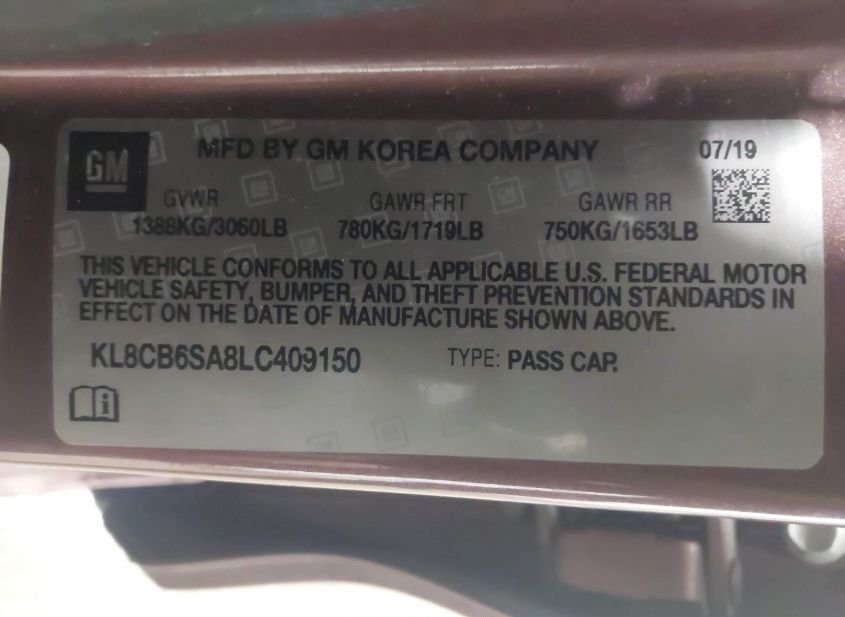 GM
MFD BY GM KOREA COMPANY 07/19
GVWR GAWR FRT GAWR RR
1388KG/3060LB 780KG/1719LB 750KG/1653LB
THIS VEHICLE CONFORMS TO ALL APPLICABLE U.S. FEDERAL MOTOR
VEHICLE SAFETY, BUMPER, AND THEFT PREVENTION STANDARDS IN
EFFECT ON THE DATE OF MANUFACTURE SHOWN ABOVE.
KL8CB6SA8LC409150 TYPE: PASS CAR